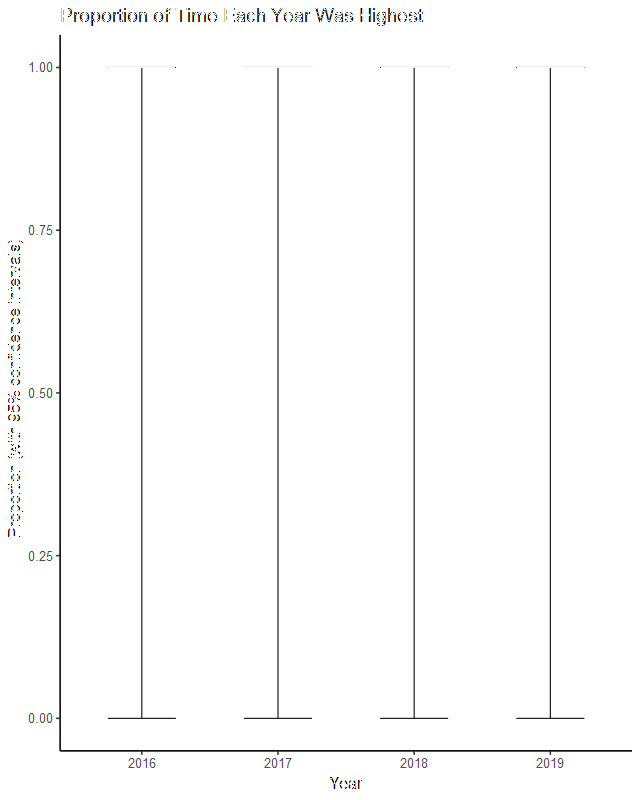 Proportion of Time Each Year Was Highest
1.00
0.75
0.50
0.25
0.00
Proportion (with 95% confidence intervals)
2016 2017 2018 2019
Year